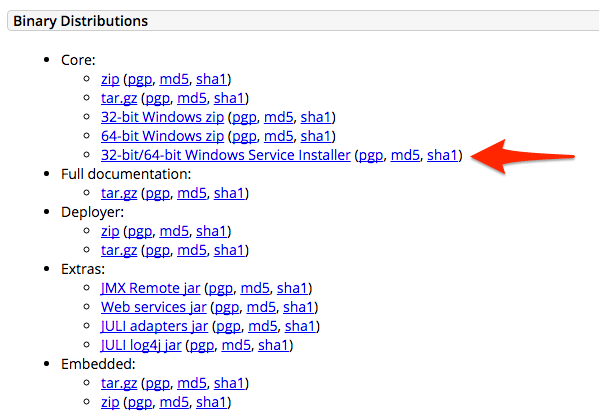 Binary Distributions
Core:
zip (pgp, md5, sha1)
tar.gz (pgp, md5, sha1)
32-bit Windows zip (pgp, md5, sha1)
64-bit Windows zip (pgp, md5, sha1)
32-bit/64-bit Windows Service Installer (pgp, md5, sha1)
Full documentation:
tar.gz (pgp, md5, sha1)
Deployer:
zip (pgp, md5, sha1)
tar.gz (pgp, md5, sha1)
Extras:
JMX Remote jar (pgp, md5, sha1)
Web services jar (pgp, md5, sha1)
JULI adapters jar (pgp, md5, sha1)
JULI log4j jar (pgp, md5, sha1)
Embedded:
tar.gz (pgp, md5, sha1)
zip (pgp, md5, sha1)